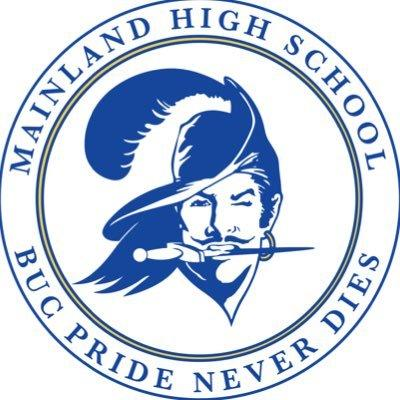 MAINLAND HIGH SCHOOL
BUC PRIDE NEVER DIES